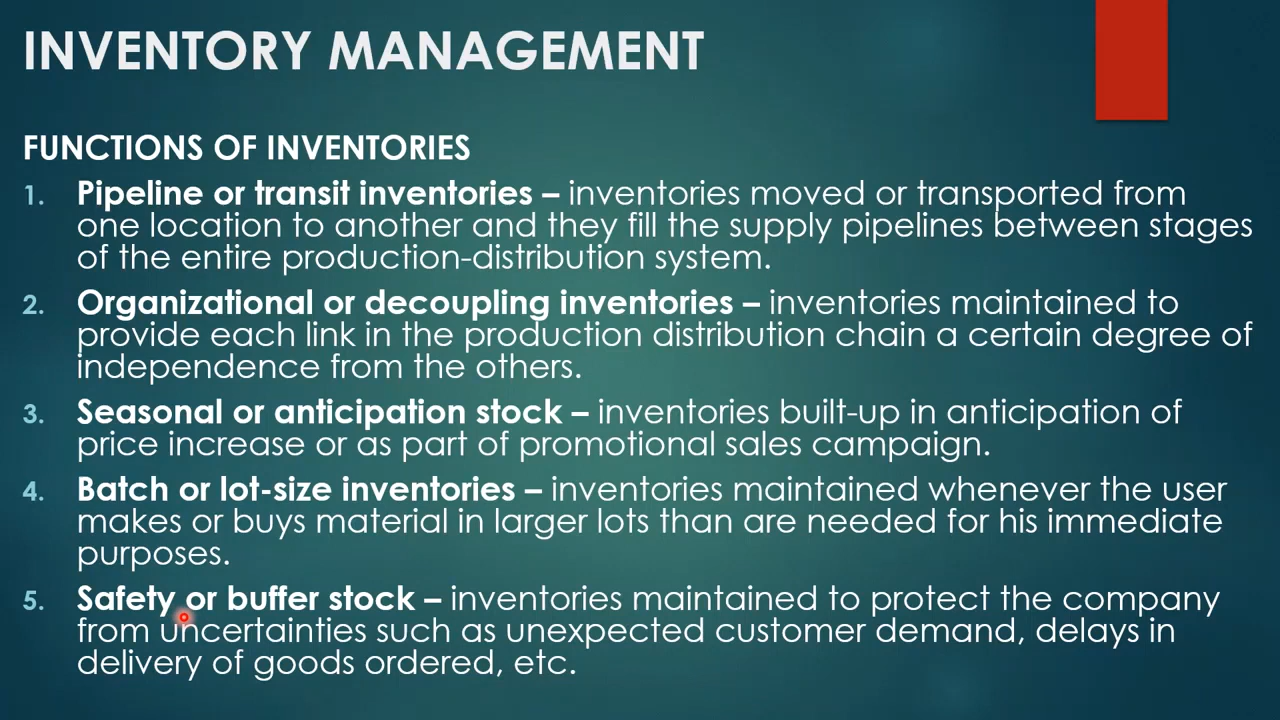 INVENTORY MANAGEMENT
FUNCTIONS OF INVENTORIES
1. Pipeline or transit inventories – inventories moved or transported from
one location to another and they fill the supply pipelines between stages
of the entire production-distribution system.
2. Organizational or decoupling inventories – inventories maintained to
provide each link in the production distribution chain a certain degree of
independence from the others.
3. Seasonal or anticipation stock – inventories built-up in anticipation of
price increase or as part of promotional sales campaign.
4. Batch or lot-size inventories – inventories maintained whenever the user
makes or buys material in larger lots than are needed for his immediate
purposes.
5. Safety or buffer stock – inventories maintained to protect the company
from uncertainties such as unexpected customer demand, delays in
delivery of goods ordered, etc.